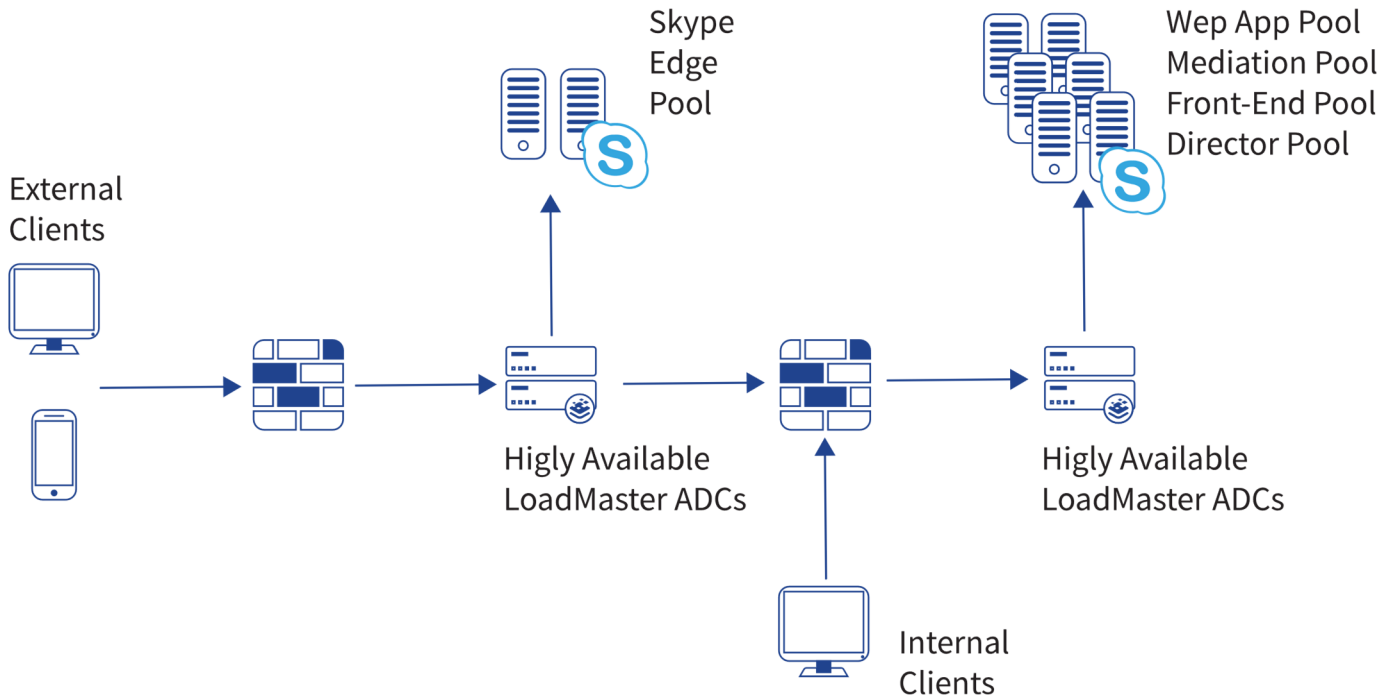 Skype
Edge
Pool
Wep App Pool
Mediation Pool
Front-End Pool
Director Pool
External
Clients
Higly Available
LoadMaster ADCs
Higly Available
LoadMaster ADCs
Internal
Clients
S
S